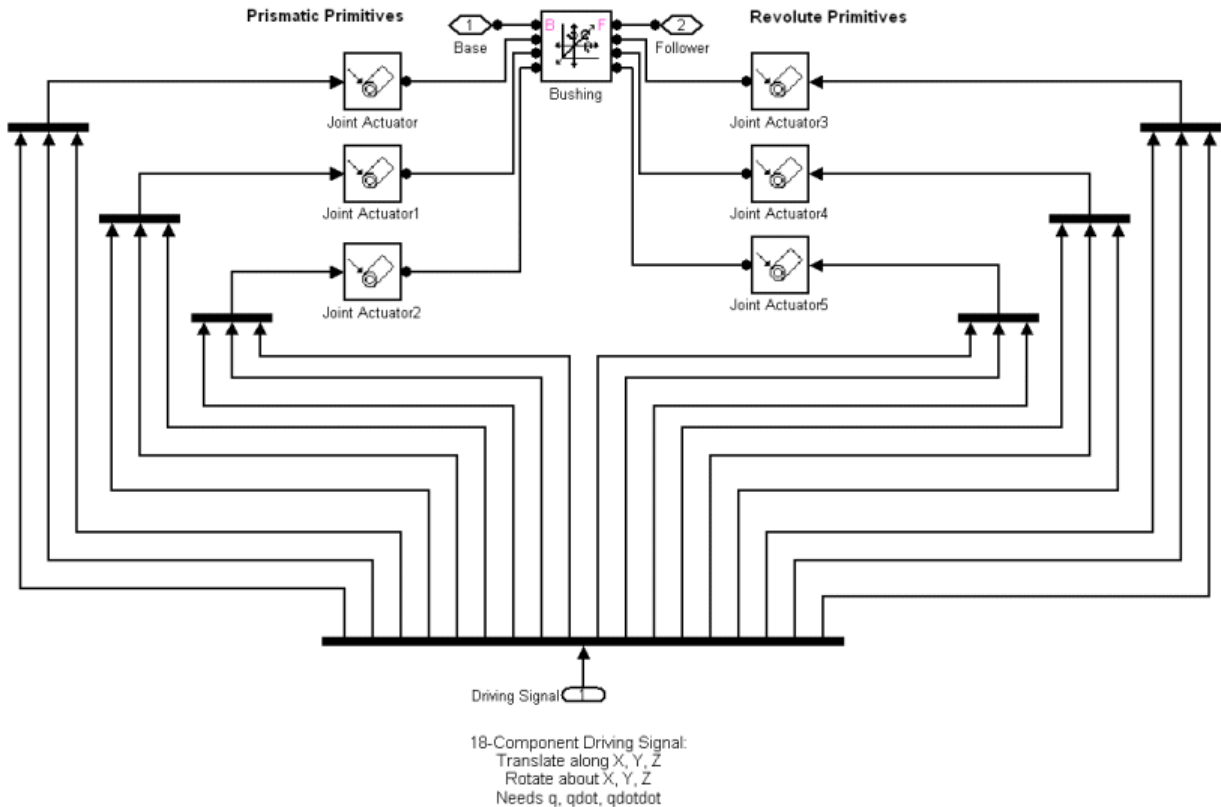 Prismatic Primitives
Revolute Primitives
1
B
F
2
Base
Follower
Bushing
Joint Actuator
Joint Actuator3
Joint Actuator1
Joint Actuator4
Joint Actuator2
Joint Actuator5
Driving Signal
1
18-Component Driving Signal:
Translate along X, Y, Z
Rotate about X, Y, Z
Needs q, qdot, qdotdot